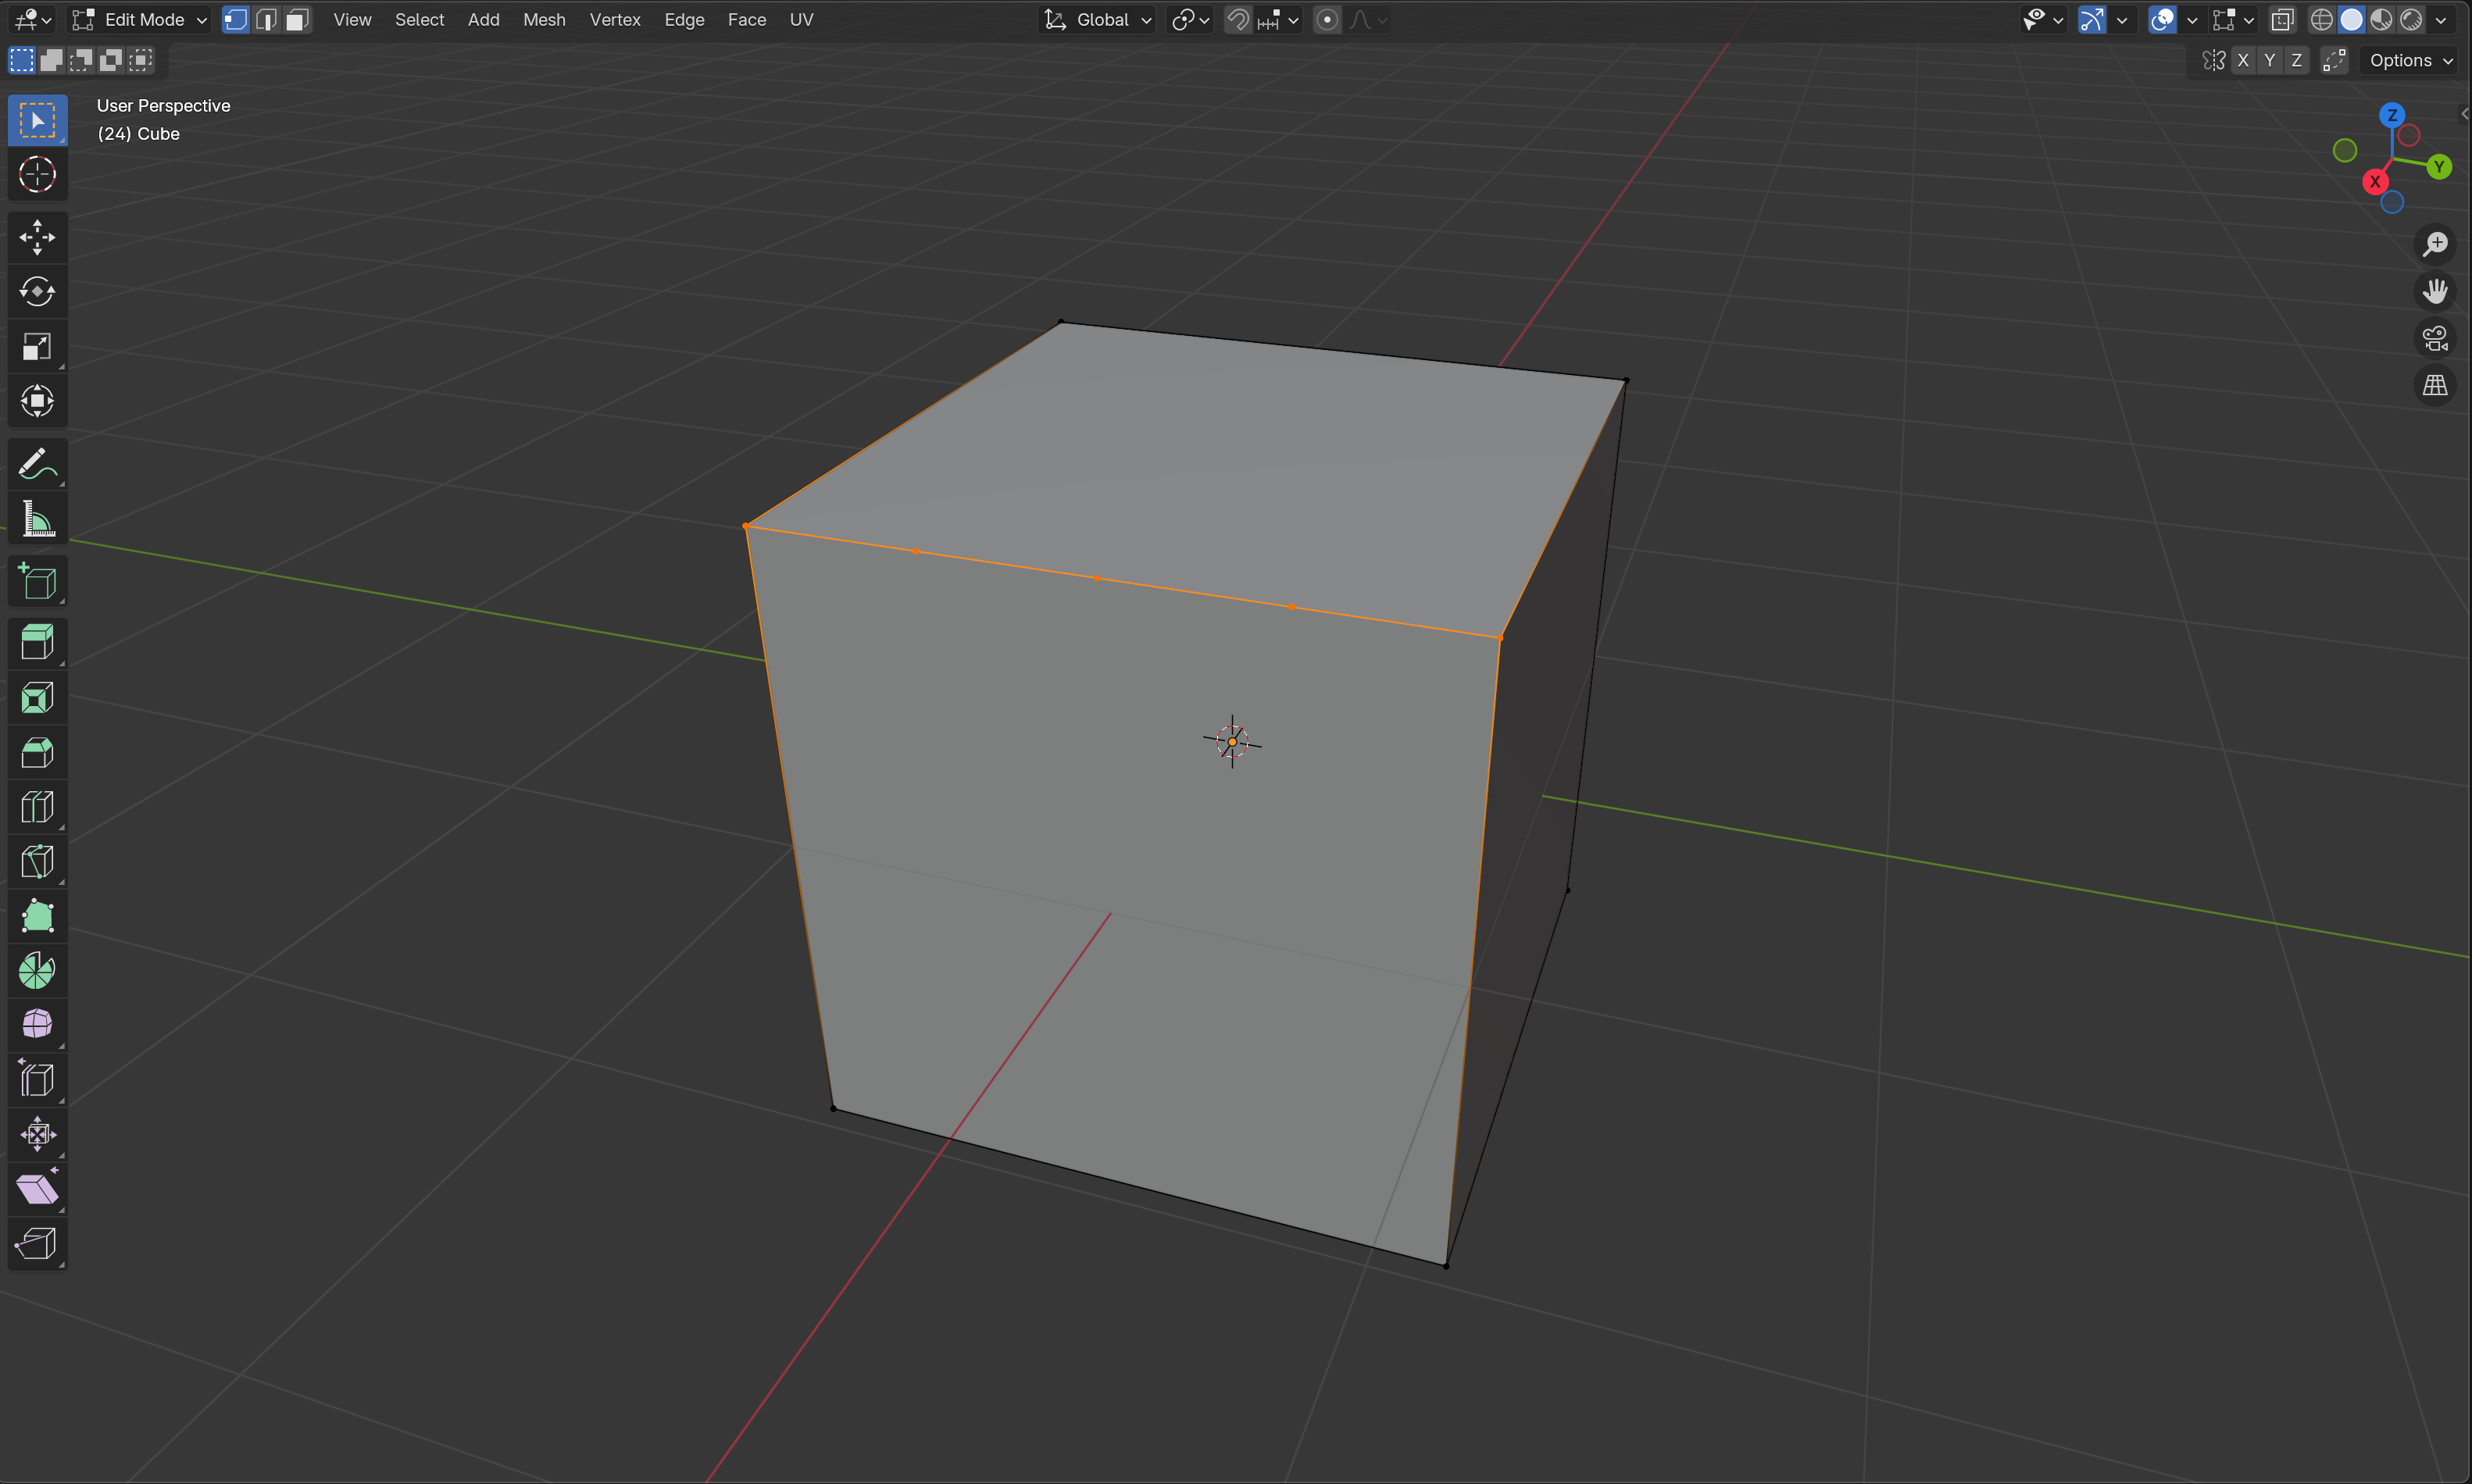 Edit Mode View Select Add Mesh Vertex Edge Face UV Global
X Y Z Options
User Perspective
(24) Cube
Z
Y
X